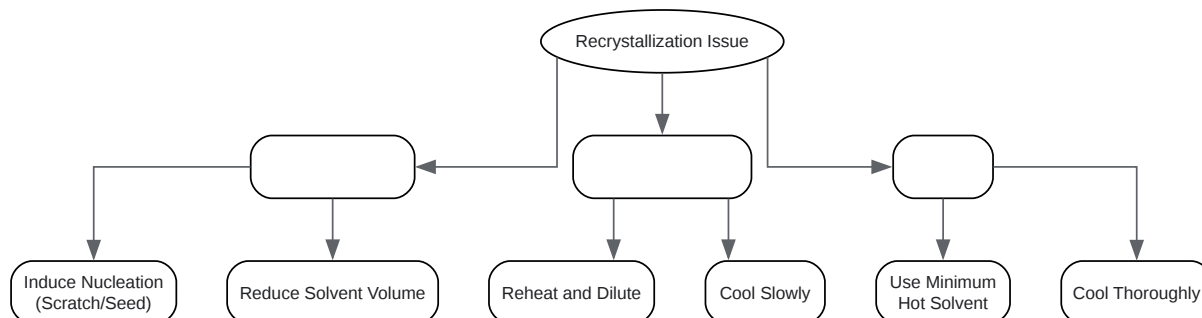 Recrystallization Issue
Induce Nucleation
(Scratch/Seed)
Reduce Solvent Volume
Reheat and Dilute
Cool Slowly
Use Minimum
Hot Solvent
Cool Thoroughly